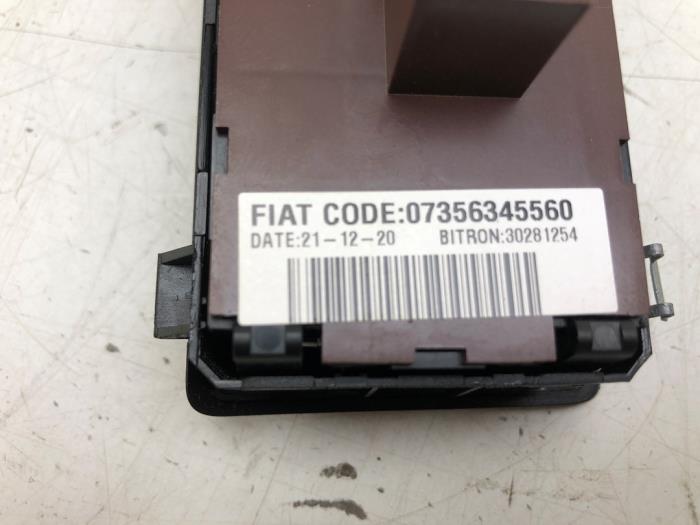 FIAT CODE:07356345560
DATE:21-12-20 BITRON:30281254